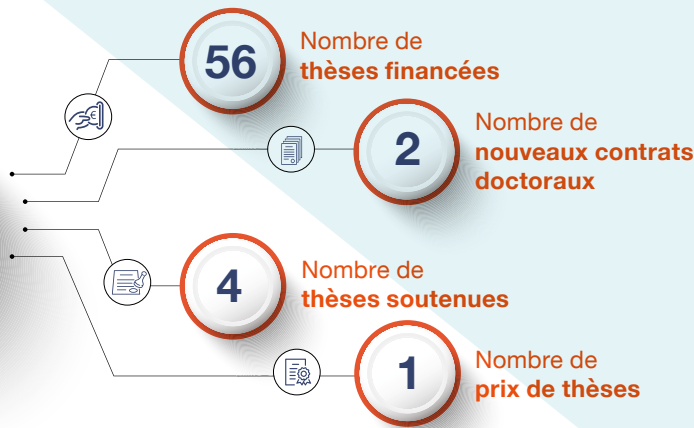 56
Nombre de
thèses financées
€
2
Nombre de
nouveaux contrats
doctoraux
4
Nombre de
thèses soutenues
1
Nombre de
prix de thèses